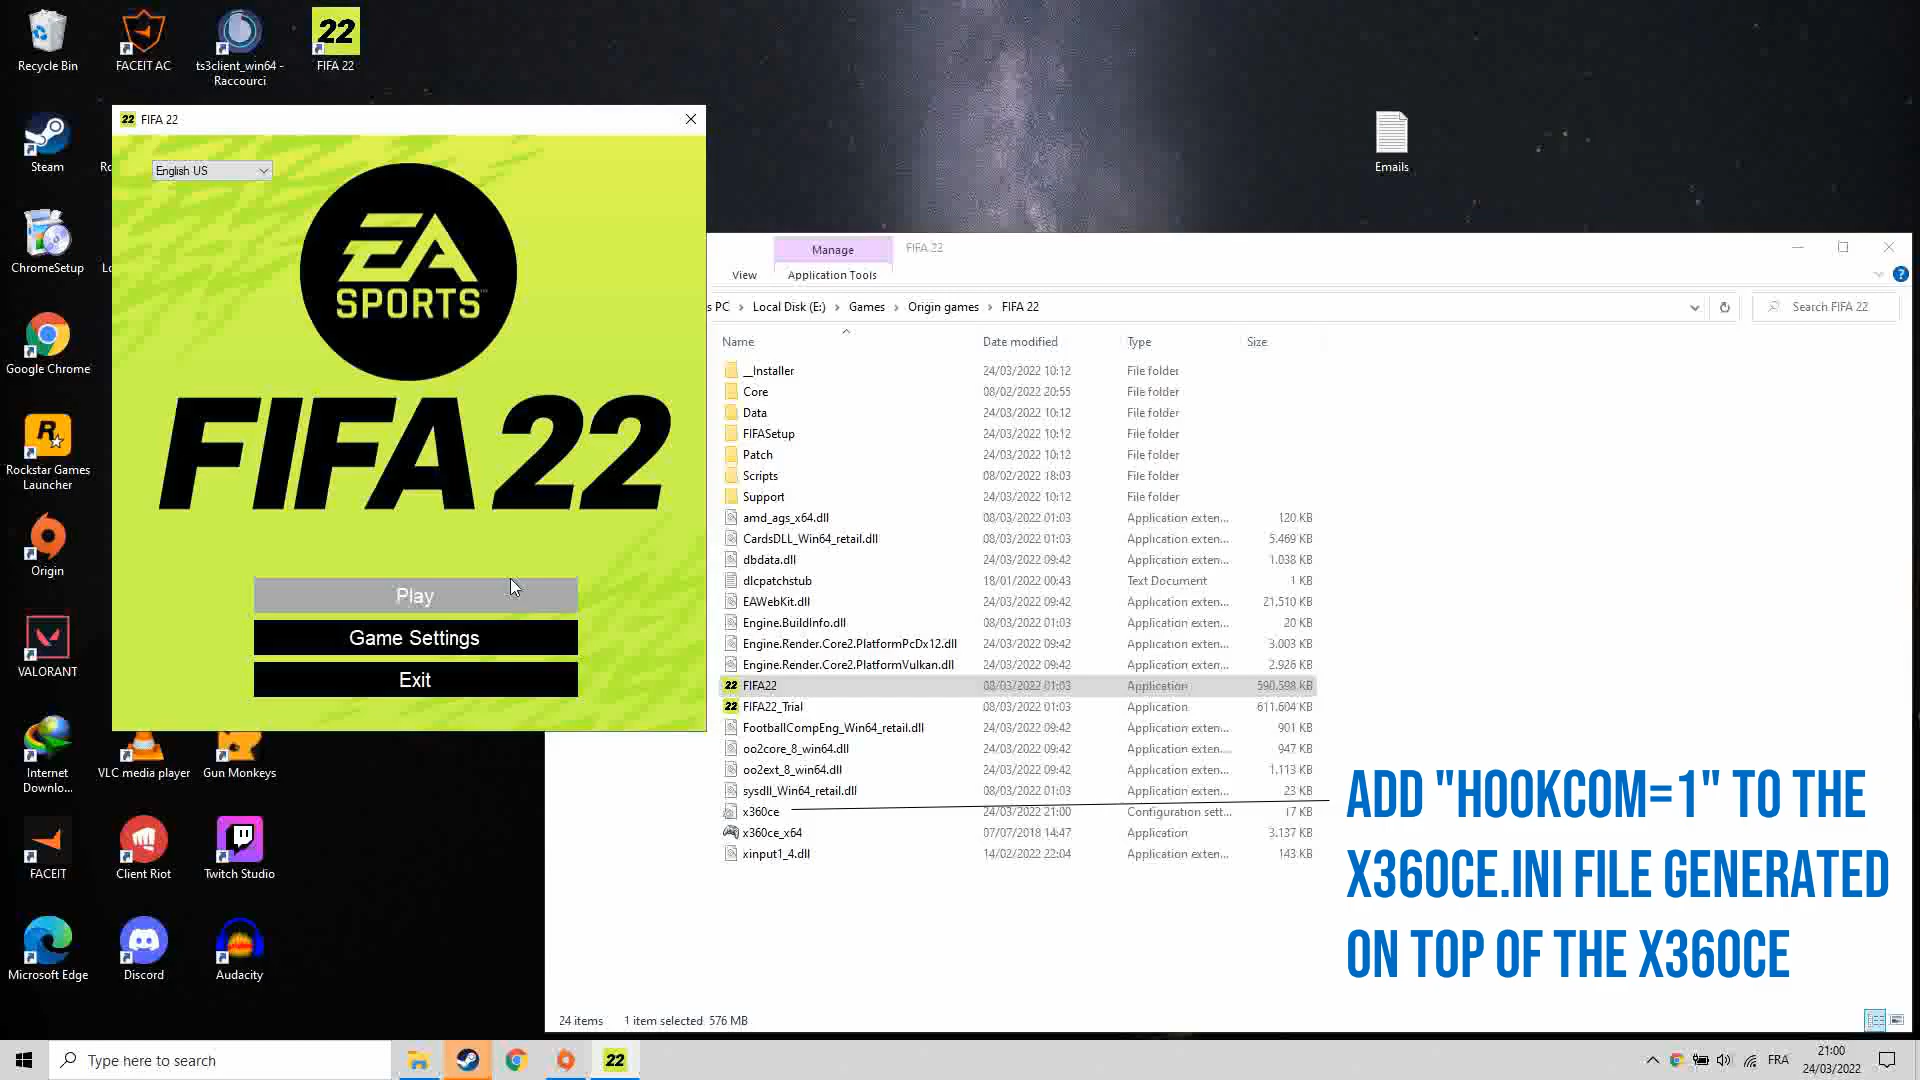 Recycle Bin
FACEIT AC
ts3client_win64 -
Raccourci
22
FIFA 22
Steam
Ro
ChromeSetup
Lo
Google Chrome
Rockstar Games
Launcher
Origin
VALORANT
Internet
Downlo...
VLC media player
Gun Monkeys
FACEIT
Client Riot
Twitch Studio
Microsoft Edge
Discord
Audacity
Emails
22 FIFA 22
English US
EA
SPORTS
FIFA 22
Play
Game Settings
Exit
Manage
FIFA 22
View
Application Tools
s PC > Local Disk (E:) > Games > Origin games > FIFA 22
Search FIFA 22
Name Date modified Type Size
__Installer 24/03/2022 10:12 File folder
Core 08/02/2022 20:55 File folder
Data 24/03/2022 10:12 File folder
FIFASetup 24/03/2022 10:12 File folder
Patch 24/03/2022 10:12 File folder
Scripts 08/02/2022 18:03 File folder
Support 24/03/2022 10:12 File folder
amd_ags_x64.dll 08/03/2022 01:03 Application exten... 120 KB
CardsDLL_Win64_retail.dll 08/03/2022 01:03 Application exten... 5.469 KB
dbdata.dll 24/03/2022 09:42 Application exten... 1.038 KB
dlcpatchstub 18/01/2022 00:43 Text Document 1 KB
EAWebKit.dll 24/03/2022 09:42 Application exten... 21.510 KB
Engine.BuildInfo.dll 08/03/2022 01:03 Application exten... 20 KB
Engine.Render.Core2.PlatformPcDx12.dll 24/03/2022 09:42 Application exten... 3.003 KB
Engine.Render.Core2.PlatformVulkan.dll 24/03/2022 09:42 Application exten... 2.926 KB
22 FIFA22 08/03/2022 01:03 Application 590.598 KB
22 FIFA22_Trial 08/03/2022 01:03 Application 611.604 KB
FootballCompEng_Win64_retail.dll 24/03/2022 09:42 Application exten... 901 KB
oo2core_8_win64.dll 24/03/2022 09:42 Application exten... 947 KB
oo2ext_8_win64.dll 24/03/2022 09:42 Application exten... 1.113 KB
sysdll_Win64_retail.dll 08/03/2022 01:03 Application exten... 23 KB
x360ce 24/03/2022 21:00 Configuration sett... 17 KB
x360ce_x64 07/07/2018 14:47 Application 3.137 KB
xinput1_4.dll 14/02/2022 22:04 Application exten... 143 KB
ADD "HOOKCOM=1" TO THE
X360CE.INI FILE GENERATED
ON TOP OF THE X360CE
24 items 1 item selected 576 MB
Type here to search
22
FRA
21:00
24/03/2022